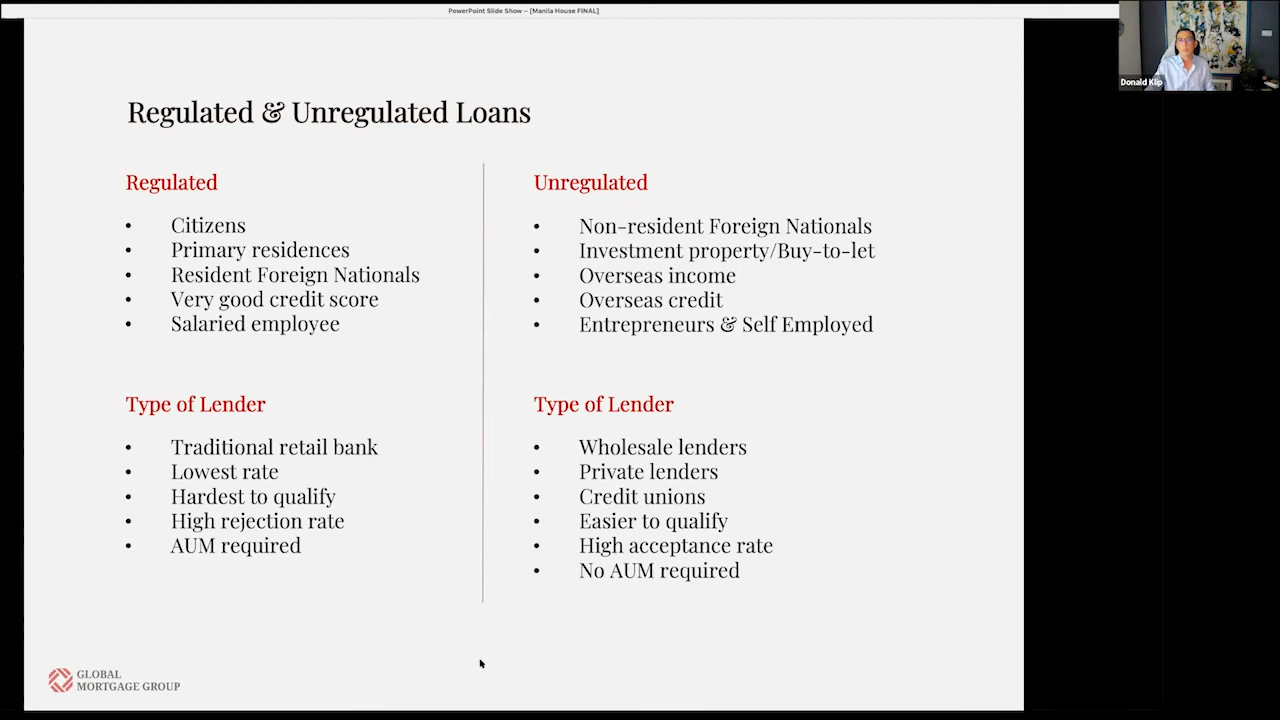 PowerPoint Slide Show – [Manila House FINAL]
Donald Klip
Regulated & Unregulated Loans
Regulated
• Citizens
• Primary residences
• Resident Foreign Nationals
• Very good credit score
• Salaried employee
Type of Lender
• Traditional retail bank
• Lowest rate
• Hardest to qualify
• High rejection rate
• AUM required
Unregulated
• Non-resident Foreign Nationals
• Investment property/Buy-to-let
• Overseas income
• Overseas credit
• Entrepreneurs & Self Employed
Type of Lender
• Wholesale lenders
• Private lenders
• Credit unions
• Easier to qualify
• High acceptance rate
• No AUM required
GLOBAL
MORTGAGE GROUP